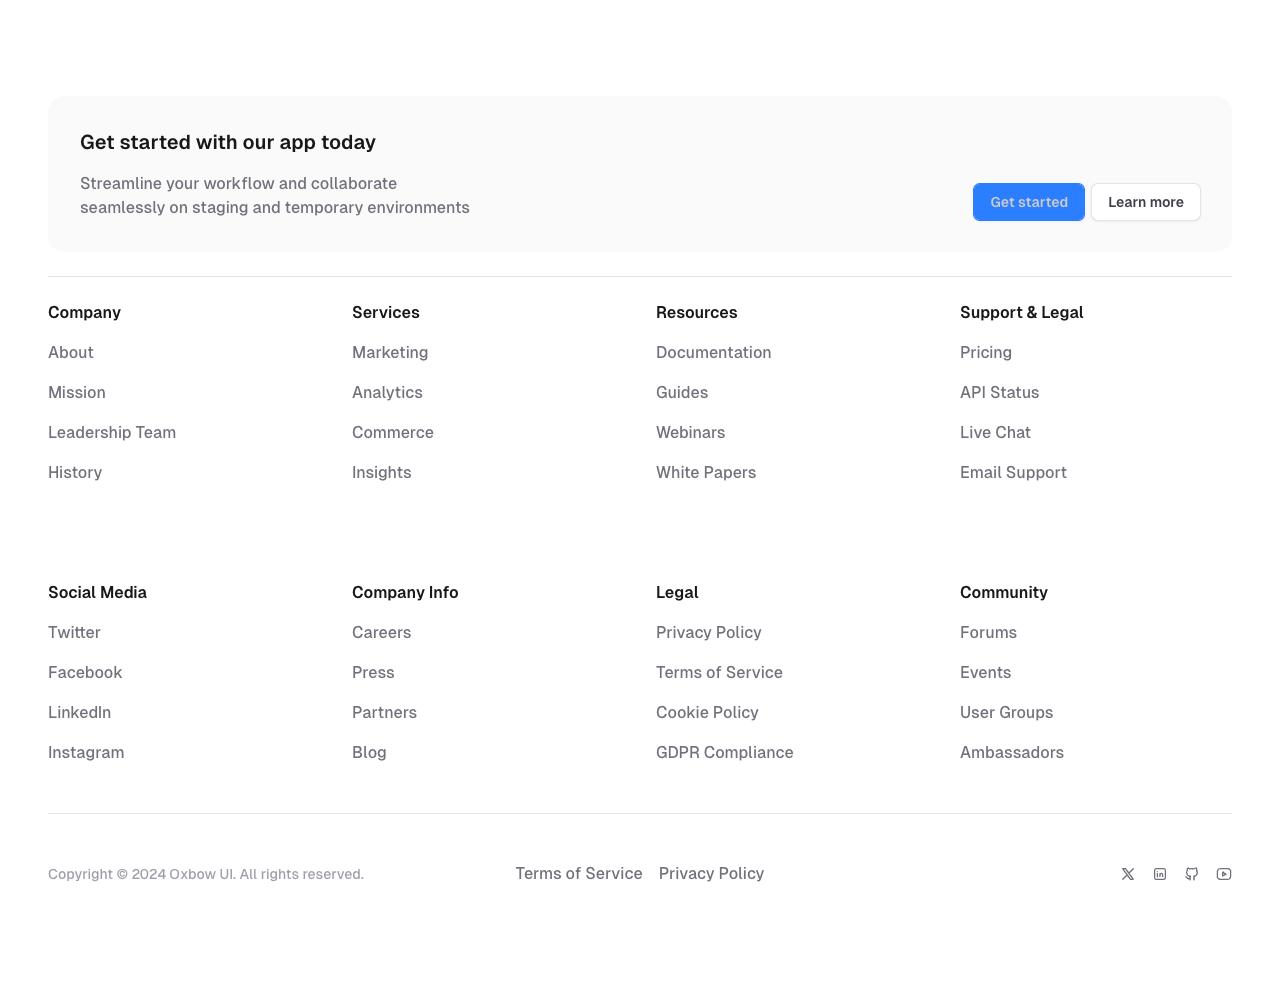 Get started with our app today
Streamline your workflow and collaborate
seamlessly on staging and temporary environments
Get started
Learn more
Company
About
Mission
Leadership Team
History
Services
Marketing
Analytics
Commerce
Insights
Resources
Documentation
Guides
Webinars
White Papers
Support & Legal
Pricing
API Status
Live Chat
Email Support
Social Media
Twitter
Facebook
LinkedIn
Instagram
Company Info
Careers
Press
Partners
Blog
Legal
Privacy Policy
Terms of Service
Cookie Policy
GDPR Compliance
Community
Forums
Events
User Groups
Ambassadors
Copyright © 2024 Oxbow UI. All rights reserved.
Terms of Service
Privacy Policy